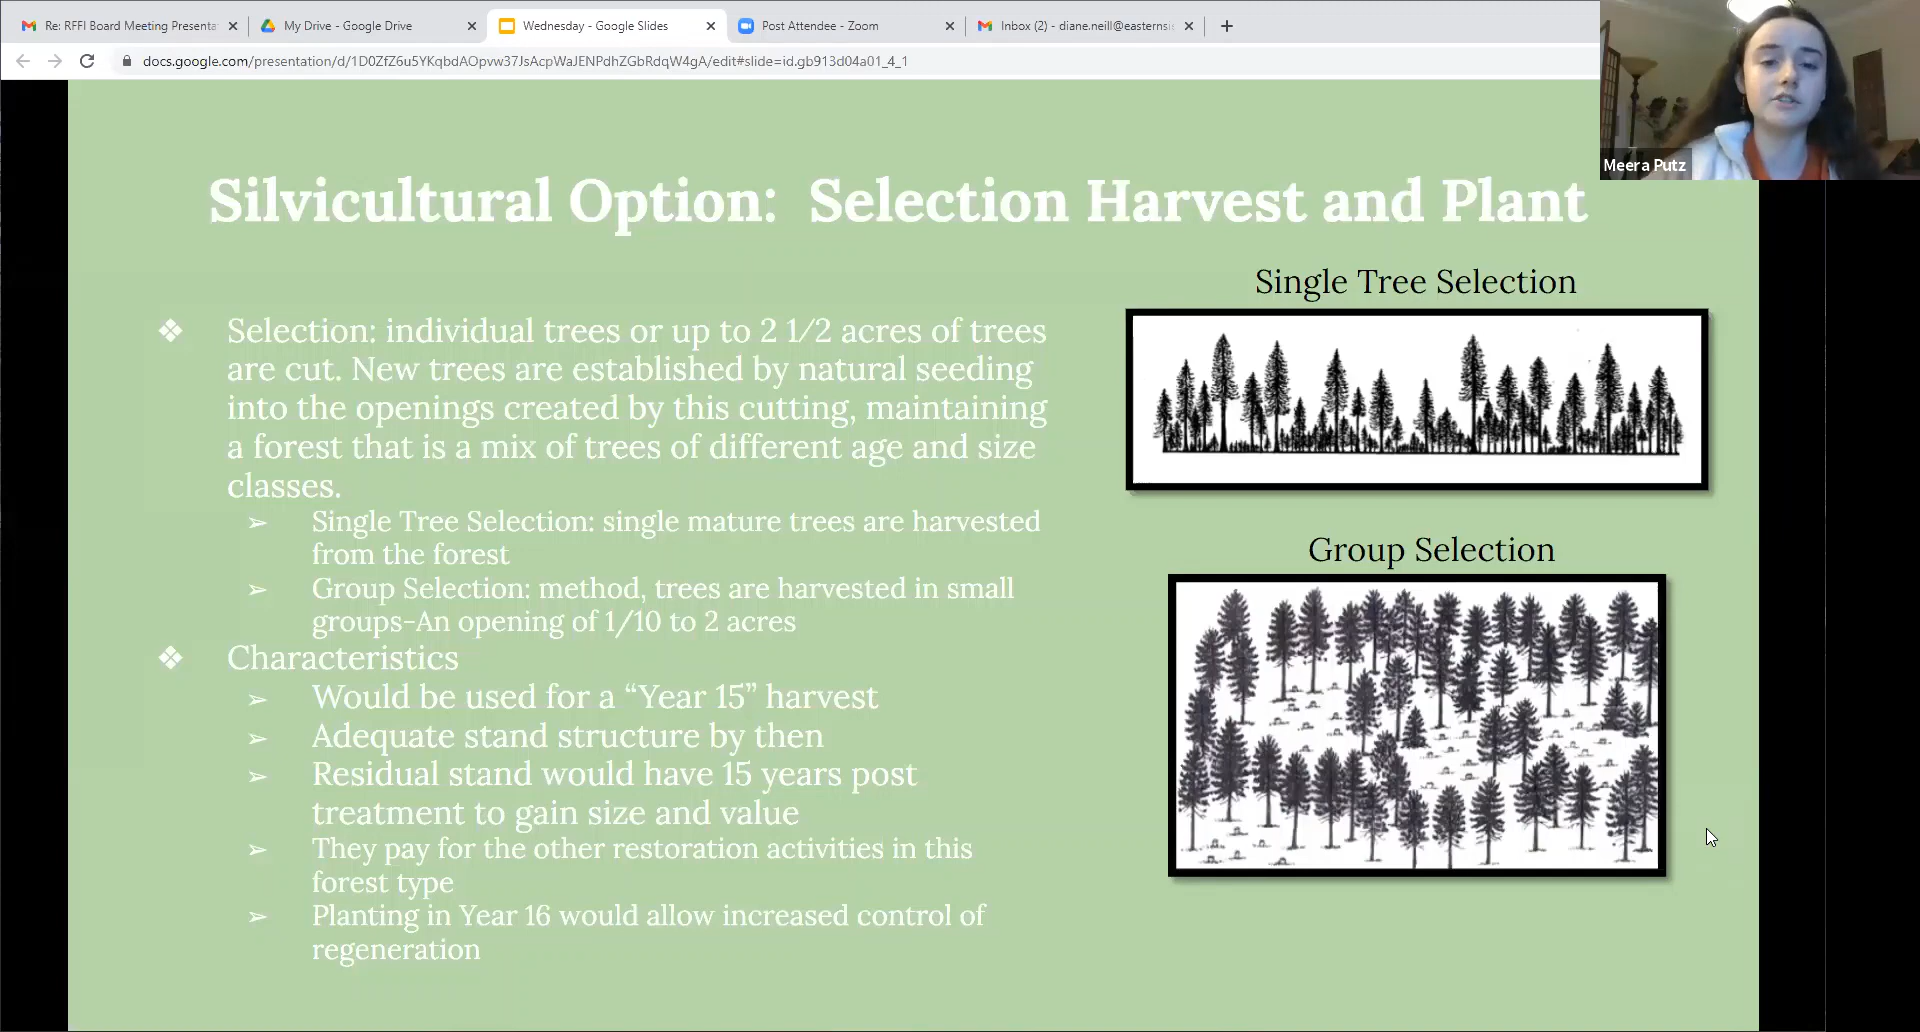 Re: RFFI Board Meeting Presenta
My Drive - Google Drive
Wednesday - Google Slides
Post Attendee - Zoom
Inbox (2) - diane.neill@easternsi
docs.google.com/presentation/d/1D0ZfZ6u5YKqbdAOpvw37JsAcpWaJENPdhZGbRdqW4gA/edit#slide=id.gb913d04a01_4_1
Meera Putz
Silvicultural Option: Selection Harvest and Plant
❖ Selection: individual trees or up to 2 1/2 acres of trees
are cut. New trees are established by natural seeding
into the openings created by this cutting, maintaining
a forest that is a mix of trees of different age and size
classes.
➢ Single Tree Selection: single mature trees are harvested
from the forest
➢ Group Selection: method, trees are harvested in small
groups-An opening of 1/10 to 2 acres
❖ Characteristics
➢ Would be used for a “Year 15” harvest
➢ Adequate stand structure by then
➢ Residual stand would have 15 years post
treatment to gain size and value
➢ They pay for the other restoration activities in this
forest type
➢ Planting in Year 16 would allow increased control of
regeneration
Single Tree Selection
Group Selection